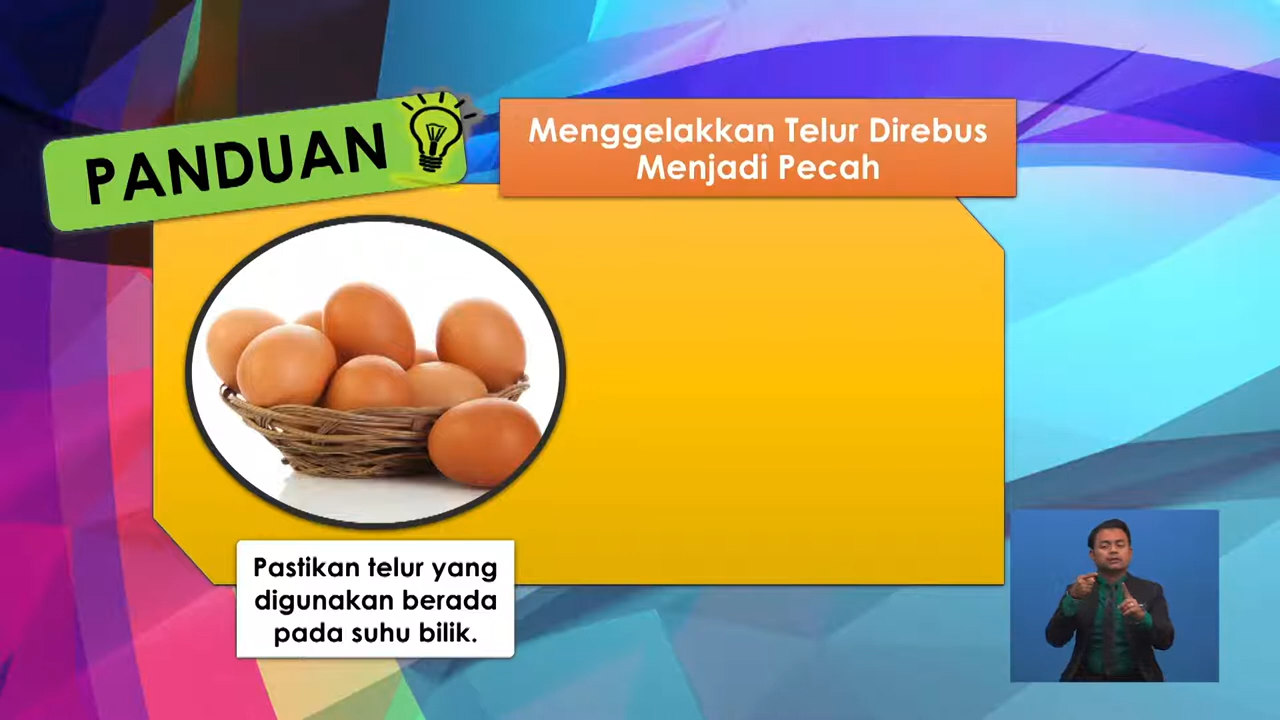 PANDUAN
Menggelakkan Telur Direbus
Menjadi Pecah
Pastikan telur yang
digunakan berada
pada suhu bilik.